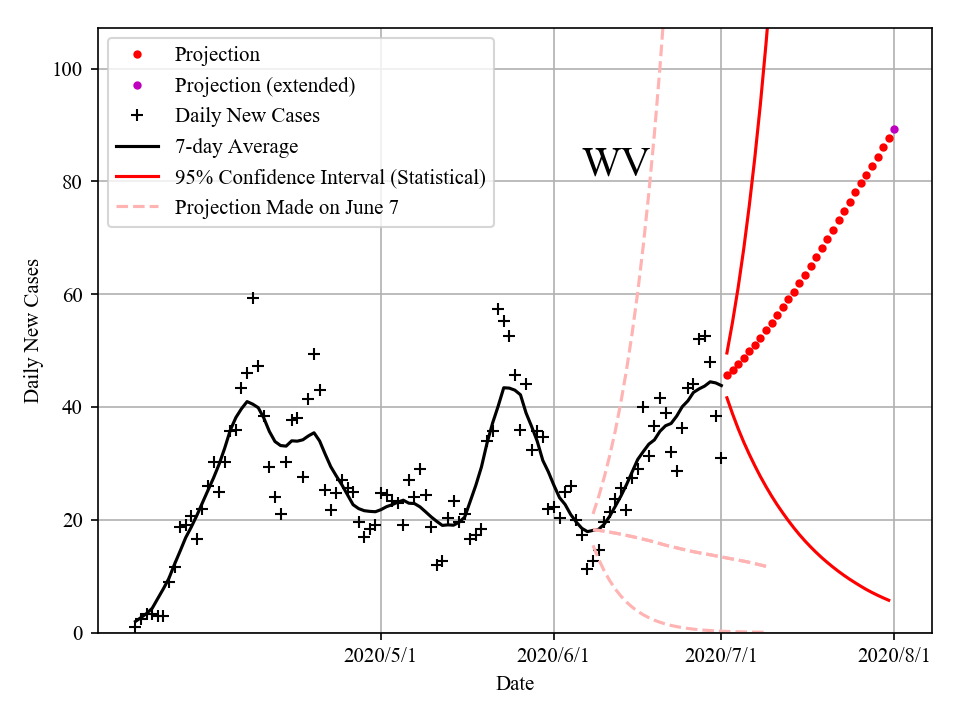 100
80
60
40
20
0
Daily New Cases
Projection
Projection (extended)
Daily New Cases
7-day Average
95% Confidence Interval (Statistical)
Projection Made on June 7
WV
2020/5/1
2020/6/1
2020/7/1
2020/8/1
Date